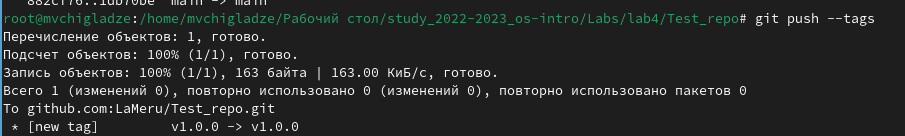 882cf76..1db70be  main -> main
root@mvchigladze:/home/mvchigladze/Рабочий стол/study_2022-2023_os-intro/Labs/lab4/Test_repo# git push --tags
Перечисление объектов: 1, готово.
Подсчет объектов: 100% (1/1), готово.
Запись объектов: 100% (1/1), 163 байта | 163.00 КиБ/с, готово.
Всего 1 (изменений 0), повторно использовано 0 (изменений 0), повторно использовано пакетов 0
To github.com:LaMeru/Test_repo.git
 * [new tag]         v1.0.0 -> v1.0.0